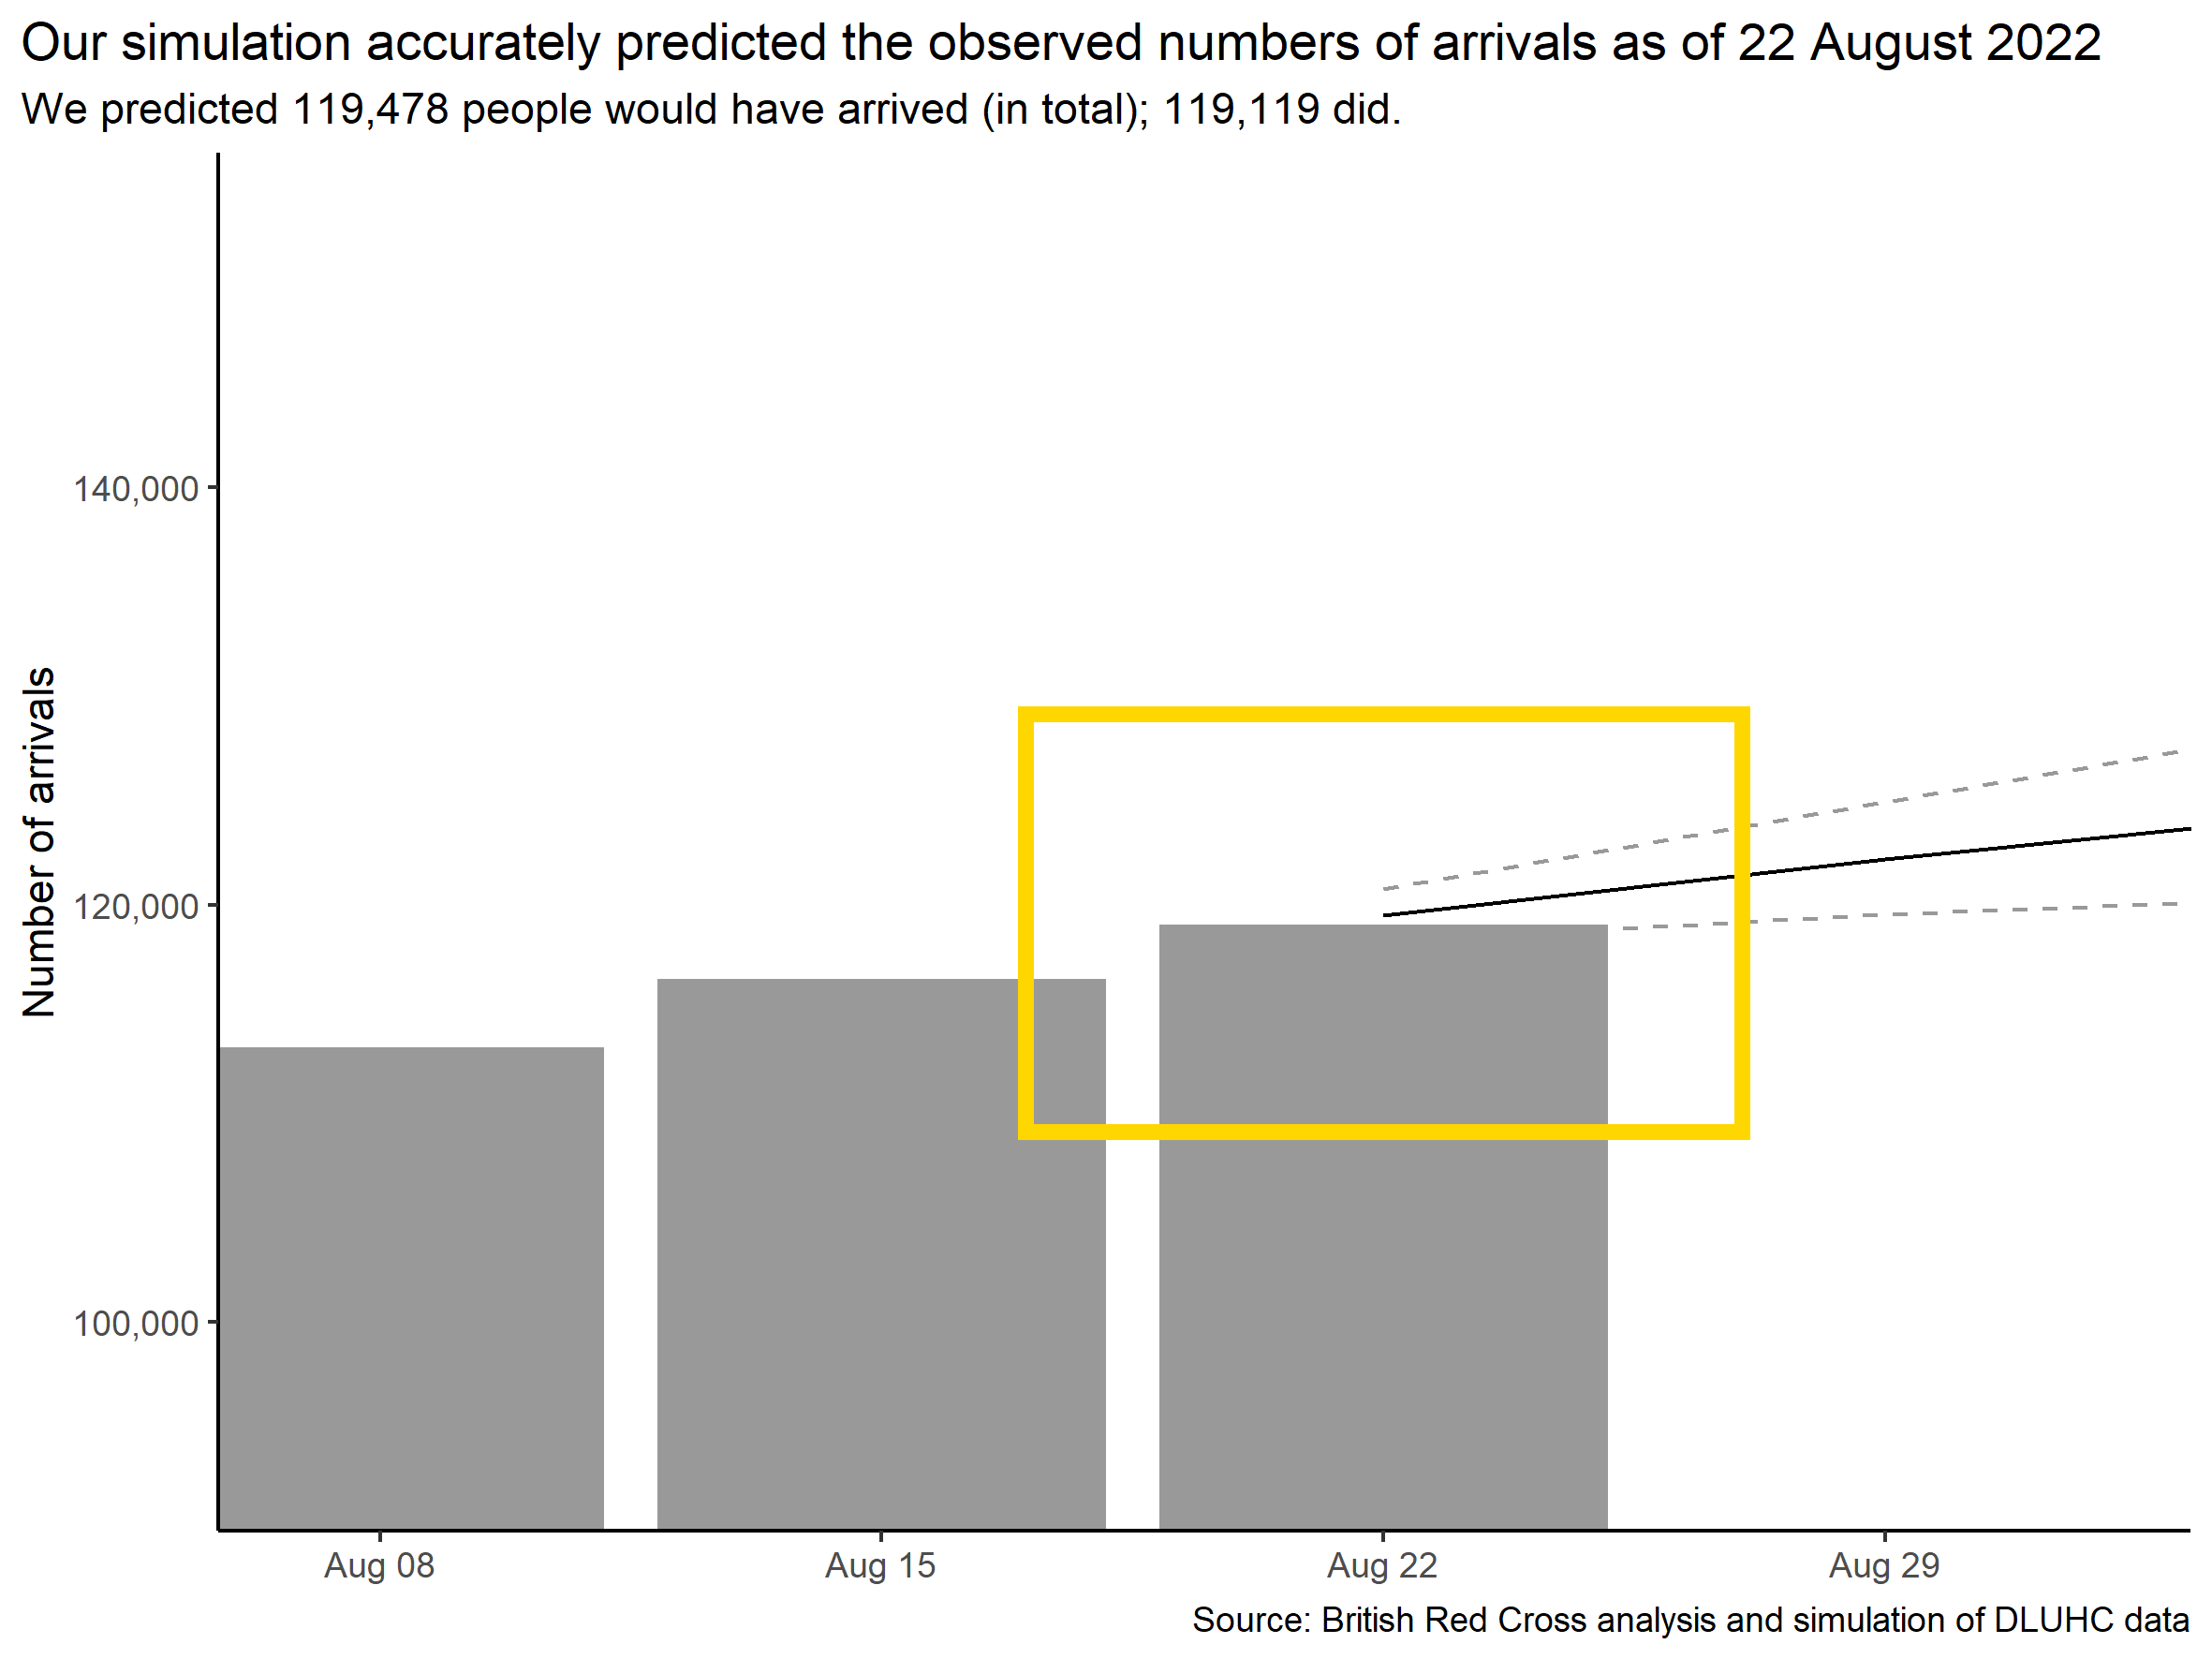 Our simulation accurately predicted the observed numbers of arrivals as of 22 August 2022
We predicted 119,478 people would have arrived (in total); 119,119 did.
Number of arrivals
140,000
120,000
100,000
Aug 08
Aug 15
Aug 22
Aug 29
Source: British Red Cross analysis and simulation of DLUHC data